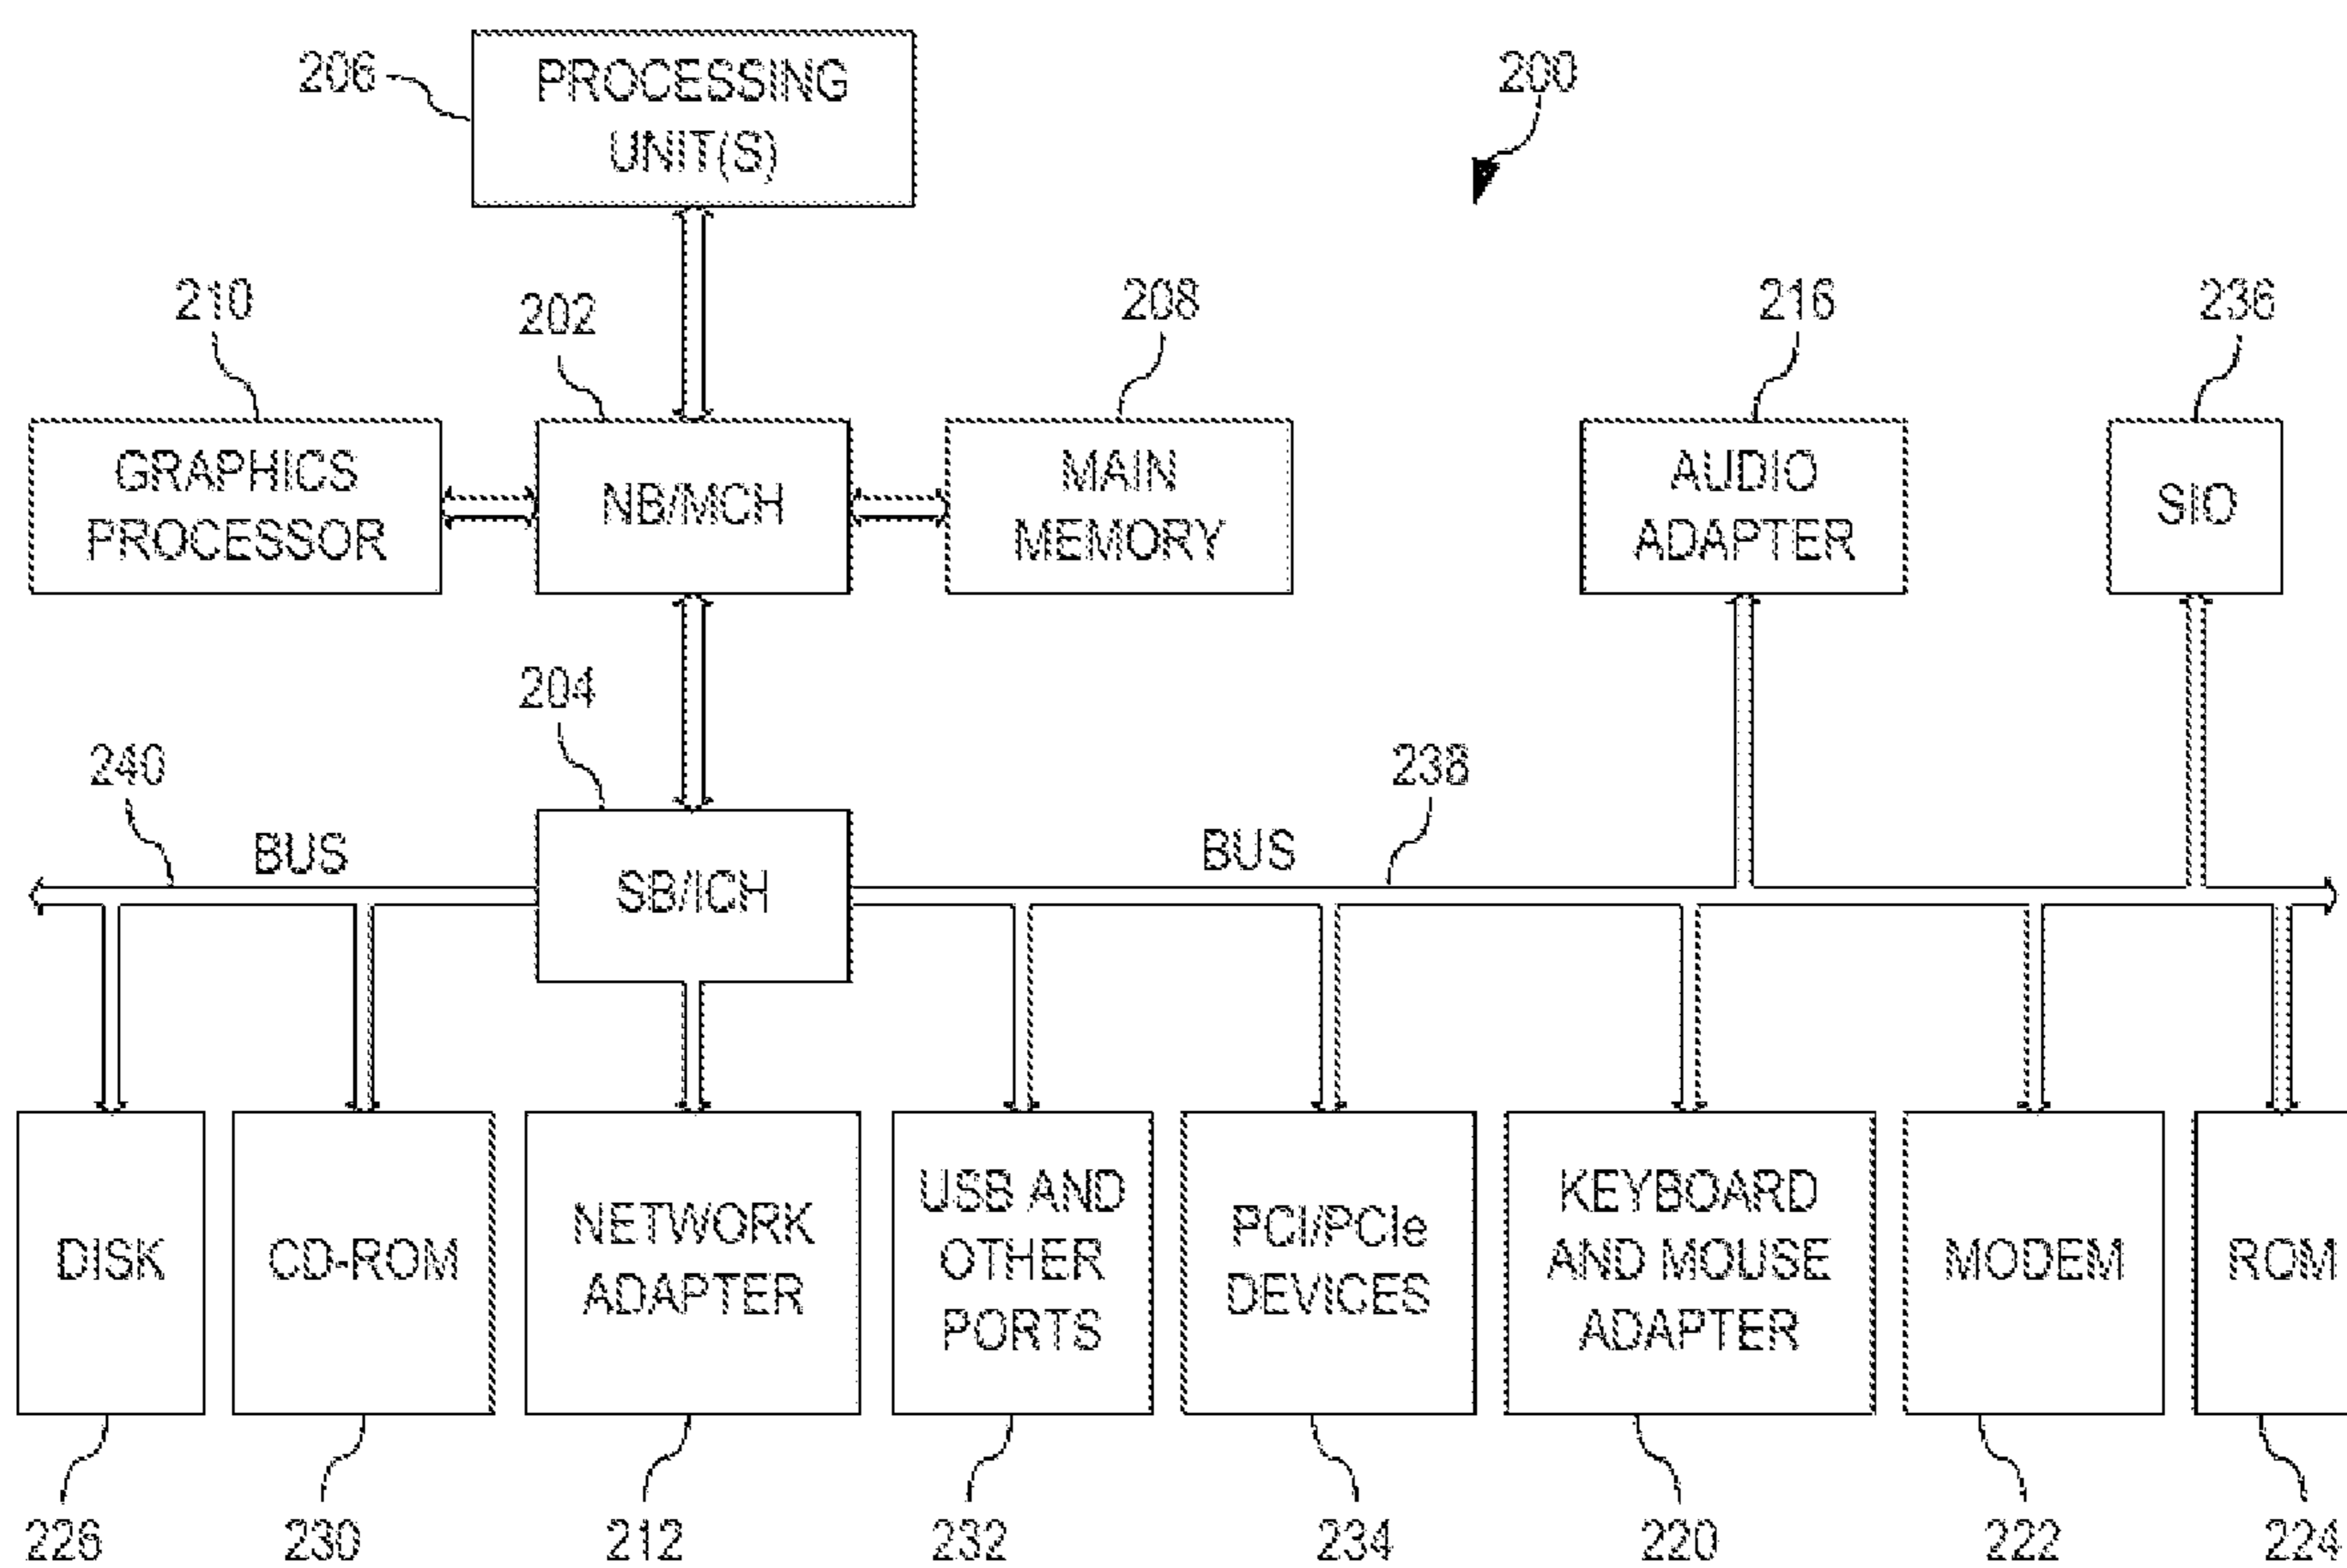 206
PROCESSING
UNIT(S)
200
210
202
208
216
236
GRAPHICS
PROCESSOR
NB/MCH
MAIN
MEMORY
AUDIO
ADAPTER
SIO
204
240
238
BUS
BUS
SB/ICH
DISK
CD-ROM
NETWORK
ADAPTER
USB AND
OTHER
PORTS
PCI/PCIe
DEVICES
KEYBOARD
AND MOUSE
ADAPTER
MODEM
ROM
226
230
212
232
234
220
222
224